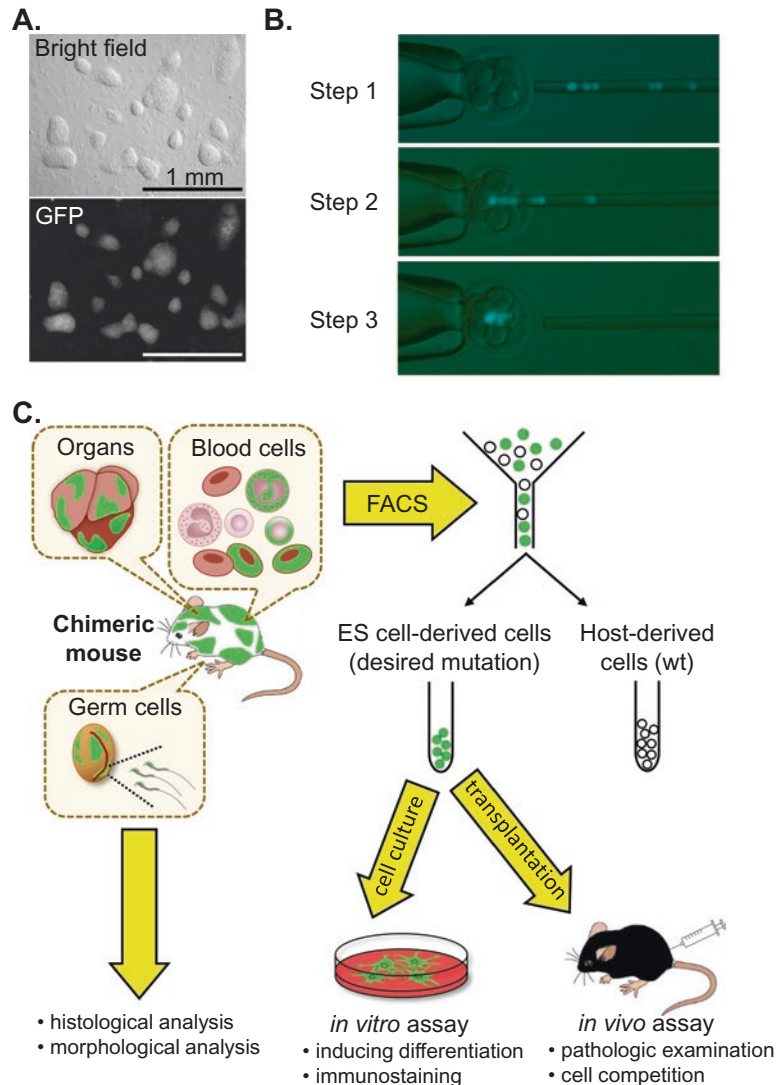 A.
Bright field
1 mm
GFP
B.
Step 1
Step 2
Step 3
C.
Organs
Blood cells
FACS
Chimeric
mouse
Germ cells
ES cell-derived cells
(desired mutation)
Host-derived
cells (wt)
cell culture
transplantation
• histological analysis
• morphological analysis
in vitro assay
• inducing differentiation
• immunostaining
in vivo assay
• pathologic examination
• cell competition